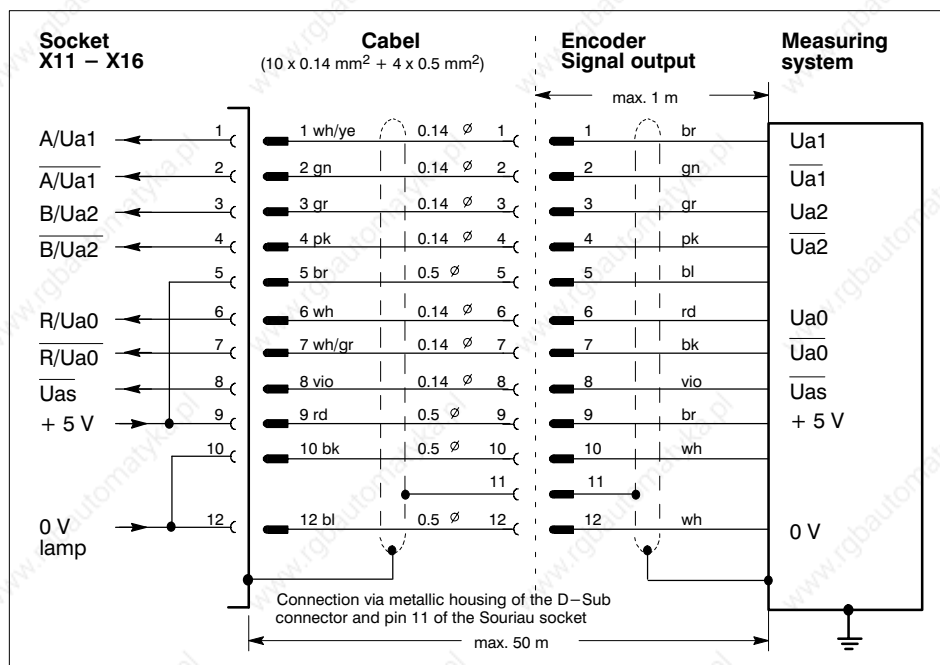 Socket Cabel Encoder Measuring
X11 – X16 (10 x 0.14 mm² + 4 x 0.5 mm²) Signal output system
max. 1 m
A/Ua1 1 1 wh/ye 0.14 ⌀ 1 1 br Ua1
A/Ua1 2 2 gn 0.14 ⌀ 2 2 gn Ua1
B/Ua2 3 3 gr 0.14 ⌀ 3 3 gr Ua2
B/Ua2 4 4 pk 0.14 ⌀ 4 4 pk Ua2
5 5 br 0.5 ⌀ 5 5 bl
R/Ua0 6 6 wh 0.14 ⌀ 6 6 rd Ua0
R/Ua0 7 7 wh/gr 0.14 ⌀ 7 7 bk Ua0
Uas 8 8 vio 0.14 ⌀ 8 8 vio Uas
+ 5 V 9 9 rd 0.5 ⌀ 9 9 br + 5 V
10 10 bk 0.5 ⌀ 10 10 wh
11 11
0 V 12 12 bl 0.5 ⌀ 12 12 wh 0 V
lamp
Connection via metallic housing of the D–Sub
connector and pin 11 of the Souriau socket
max. 50 m
www.rgbautomatyka.pl